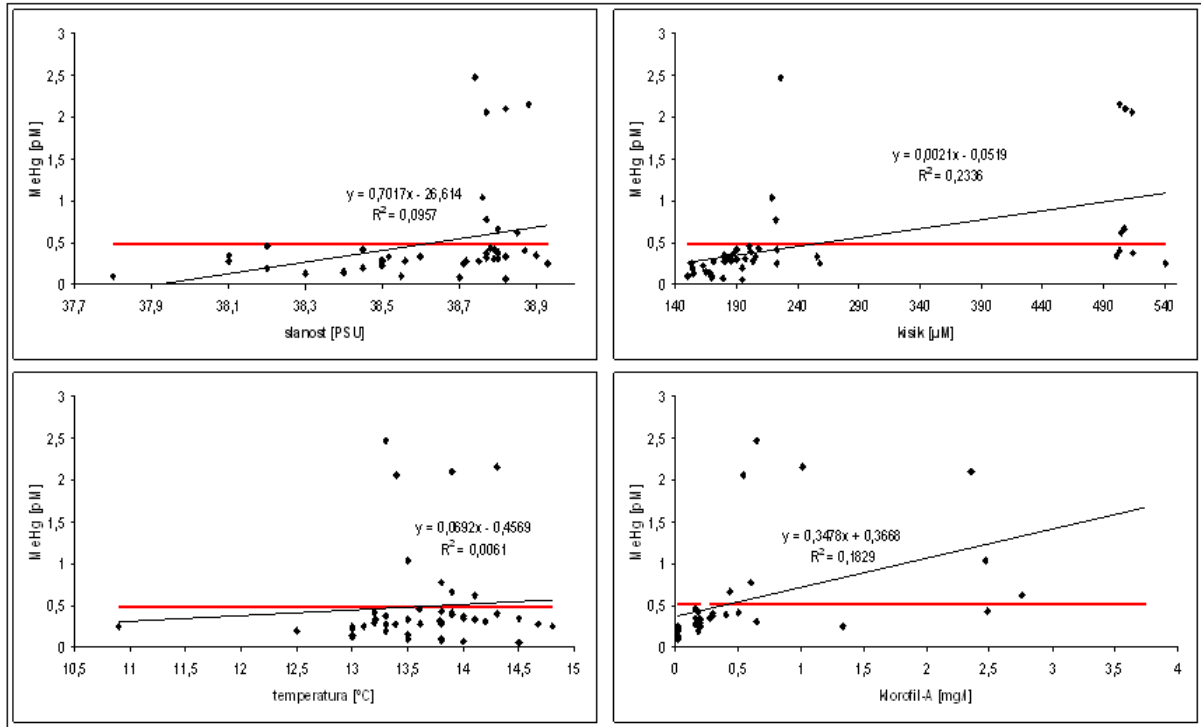 3
2,5
2
1,5
1
0,5
0
MeHg [pM]
y = 0,7017x - 26,614
R² = 0,0957
37,7 37,9 38,1 38,3 38,5 38,7 38,9
slanost [PSU]
3
2,5
2
1,5
1
0,5
0
MeHg [pM]
y = 0,0021x - 0,0519
R² = 0,2336
140 190 240 290 340 390 440 490 540
kisik [µM]
3
2,5
2
1,5
1
0,5
0
MeHg [pM]
y = 0,0692x - 0,4569
R² = 0,0061
10,5 11 11,5 12 12,5 13 13,5 14 14,5 15
temperatura [ºC]
3
2,5
2
1,5
1
0,5
0
MeHg [pM]
y = 0,3478x + 0,3668
R² = 0,1829
0 0,5 1 1,5 2 2,5 3 3,5 4
klorofil-A [mg/l]